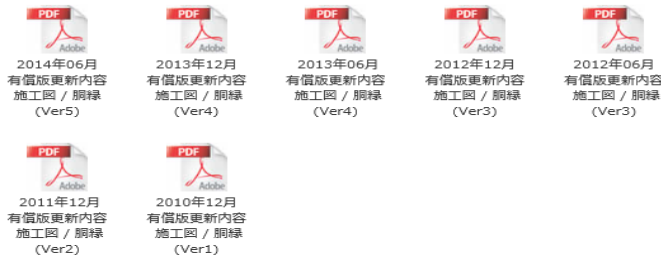 PDF
Adobe
2014年06月
有償版更新内容
施工図 / 胴縁
(Ver5)
PDF
Adobe
2013年12月
有償版更新内容
施工図 / 胴縁
(Ver4)
PDF
Adobe
2013年06月
有償版更新内容
施工図 / 胴縁
(Ver4)
PDF
Adobe
2012年12月
有償版更新内容
施工図 / 胴縁
(Ver3)
PDF
Adobe
2012年06月
有償版更新内容
施工図 / 胴縁
(Ver3)
PDF
Adobe
2011年12月
有償版更新内容
施工図 / 胴縁
(Ver2)
PDF
Adobe
2010年12月
有償版更新内容
施工図 / 胴縁
(Ver1)